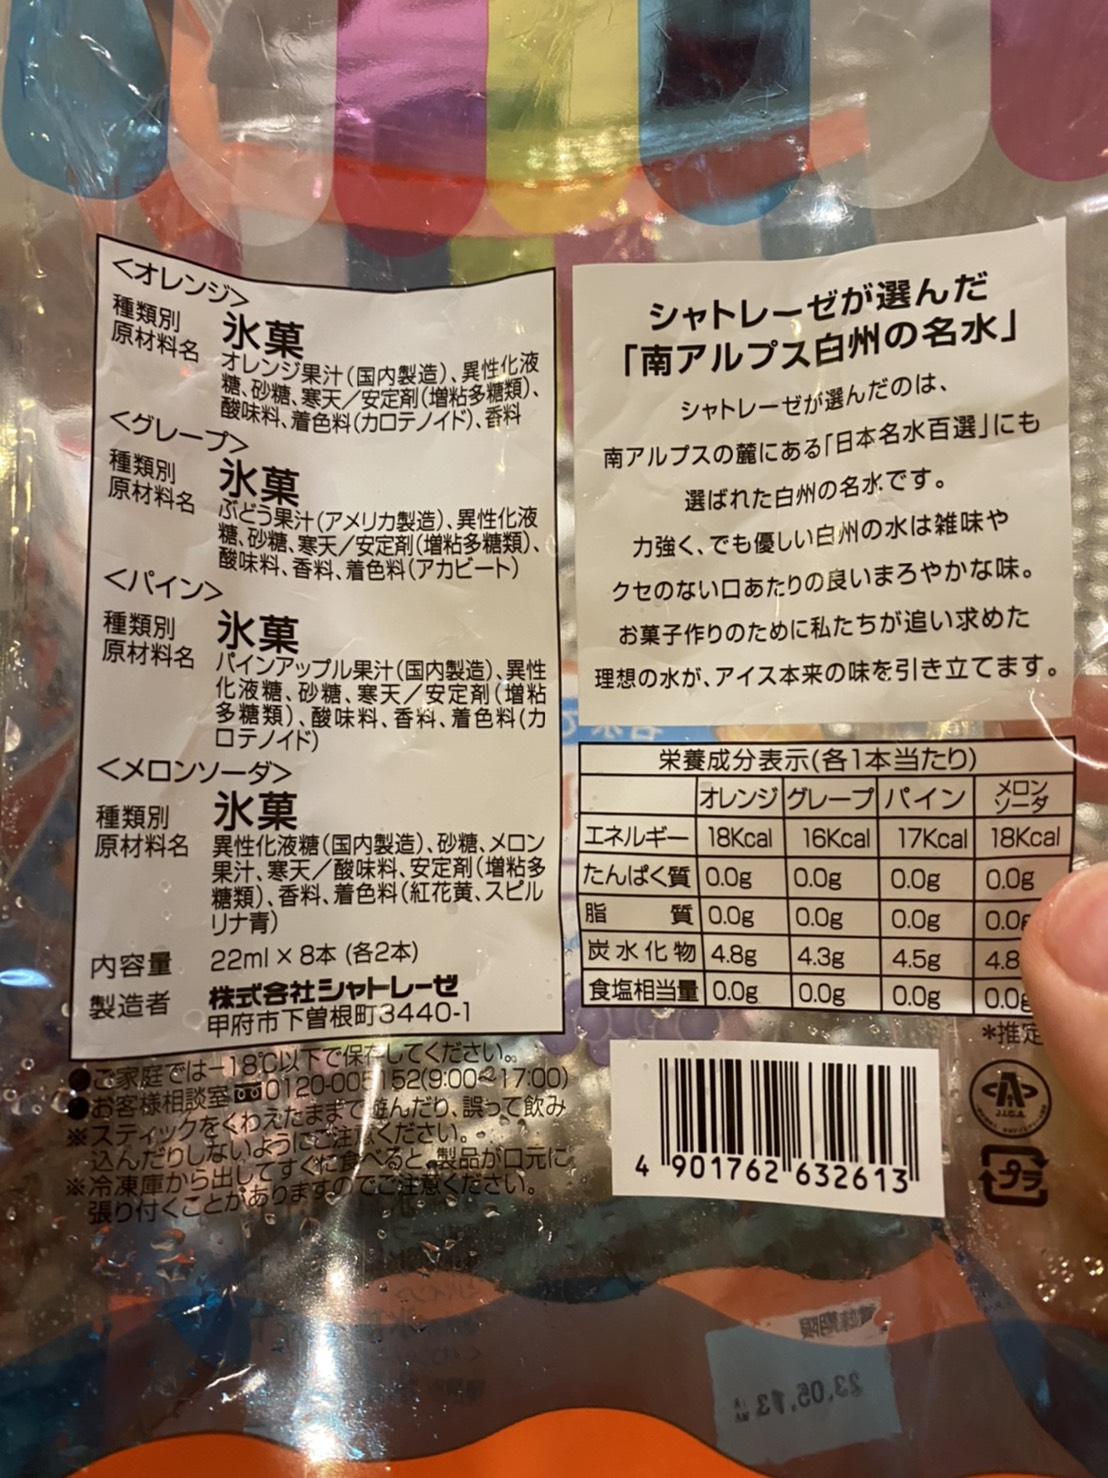 <オレンジ>
種類別 氷菓
原材料名 オレンジ果汁(国内製造)、異性化液
糖、砂糖、寒天/安定剤(増粘多糖類)、
酸味料、着色料(カロテノイド)、香料
<グレープ>
種類別 氷菓
原材料名 ぶどう果汁(アメリカ製造)、異性化液
糖、砂糖、寒天/安定剤(増粘多糖類)、
酸味料、香料、着色料(アカビート)
<パイン>
種類別 氷菓
原材料名 パインアップル果汁(国内製造)、異性
化液糖、砂糖、寒天/安定剤(増粘
多糖類)、酸味料、香料、着色料(カ
ロテノイド)
<メロンソーダ>
種類別 氷菓
原材料名 異性化液糖(国内製造)、砂糖、メロン
果汁、寒天/酸味料、安定剤(増粘多
糖類)、香料、着色料(紅花黄、スピル
リナ青)
内容量 22ml×8本(各2本)
製造者 株式会社シャトレーゼ
甲府市下曽根町3440-1
●ご家庭では-18℃以下で保存してください。
●お客様相談室 0120-005152(9:00~17:00)
※スティックをくわえたままで遊んだり、誤って飲み
込んだりしないようにご注意ください。
※冷凍庫から出してすぐに食べると、製品が口元に
張り付くことがありますのでご注意ください。
シャトレーゼが選んだ
「南アルプス白州の名水」
シャトレーゼが選んだのは、
南アルプスの麓にある「日本名水百選」にも
選ばれた白州の名水です。
力強く、でも優しい白州の水は雑味や
クセのない口あたりの良いまろやかな味。
お菓子作りのために私たちが追い求めた
理想の水が、アイス本来の味を引き立てます。
栄養成分表示(各1本当たり)
オレンジ グレープ パイン メロンソーダ
エネルギー 18Kcal 16Kcal 17Kcal 18Kcal
たんぱく質 0.0g 0.0g 0.0g 0.0g
脂質 0.0g 0.0g 0.0g 0.0g
炭水化物 4.8g 4.3g 4.5g 4.8
食塩相当量 0.0g 0.0g 0.0g 0.0g
*推定
J.I.C.A.
プラ
4 901762 632613
賞味期限
23.05.13